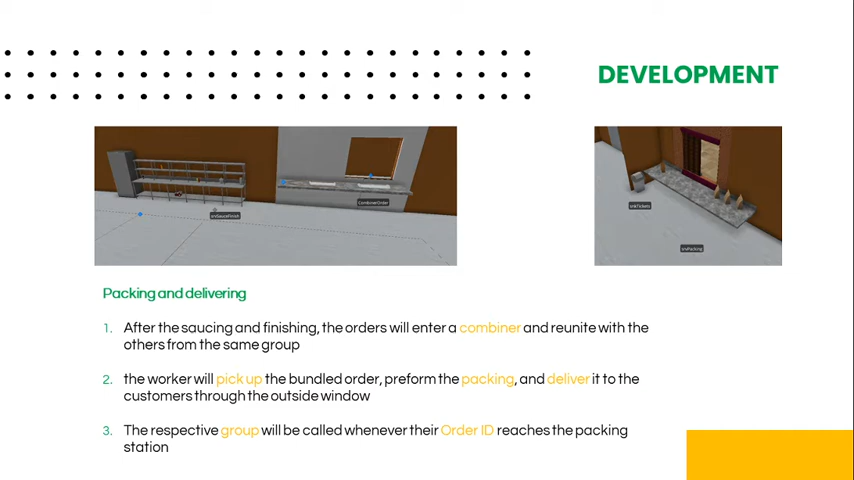 DEVELOPMENT
srvSauceFinish
CombinerOrder
sinkTickets
srvPacking
Packing and delivering
1. After the saucing and finishing, the orders will enter a combiner and reunite with the
others from the same group
2. the worker will pick up the bundled order, preform the packing, and deliver it to the
customers through the outside window
3. The respective group will be called whenever their Order ID reaches the packing
station